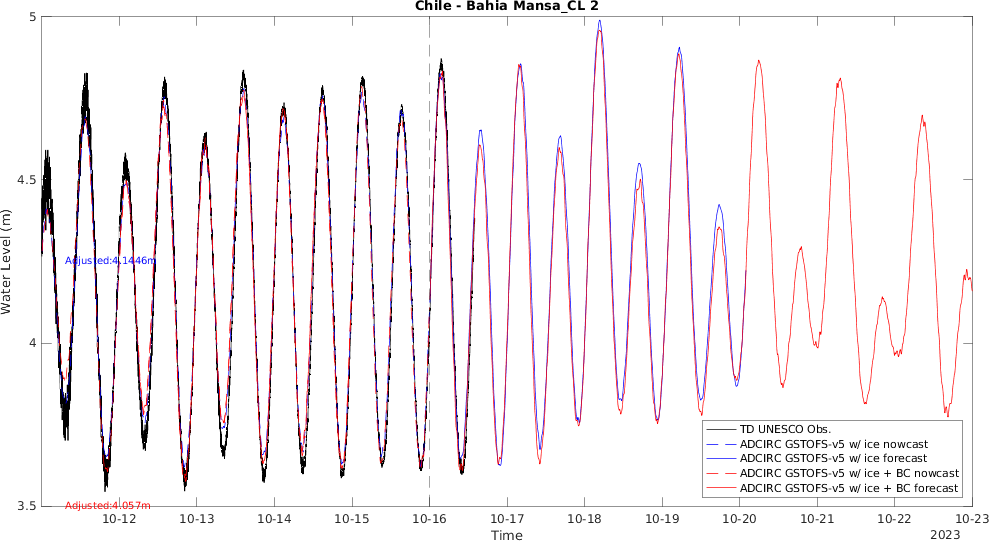 Chile - Bahia Mansa_CL 2
5
4.5
4
3.5
Water Level (m)
Adjusted:4.1446m
Adjusted:4.057m
TD UNESCO Obs.
ADCIRC GSTOFS-v5 w/ ice nowcast
ADCIRC GSTOFS-v5 w/ ice forecast
ADCIRC GSTOFS-v5 w/ ice + BC nowcast
ADCIRC GSTOFS-v5 w/ ice + BC forecast
10-12 10-13 10-14 10-15 10-16 10-17 10-18 10-19 10-20 10-21 10-22 10-23
Time
2023